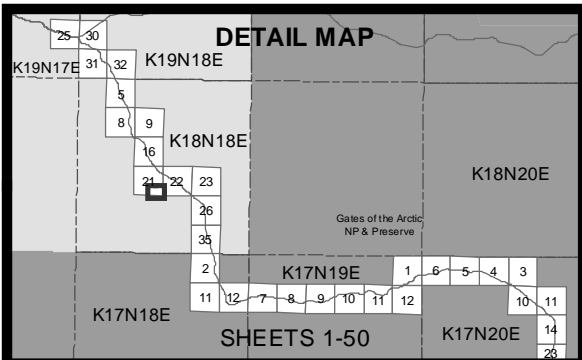 DETAIL MAP
25 30
K19N17E 31 32 K19N18E
5
8 9
K18N18E
16
21 22 23
K18N20E
26
Gates of the Arctic
NP & Preserve
35
2 K17N19E 1 6 5 4 3
11 12 7 8 9 10 11 12 10 11
K17N18E
SHEETS 1-50 K17N20E 14
23